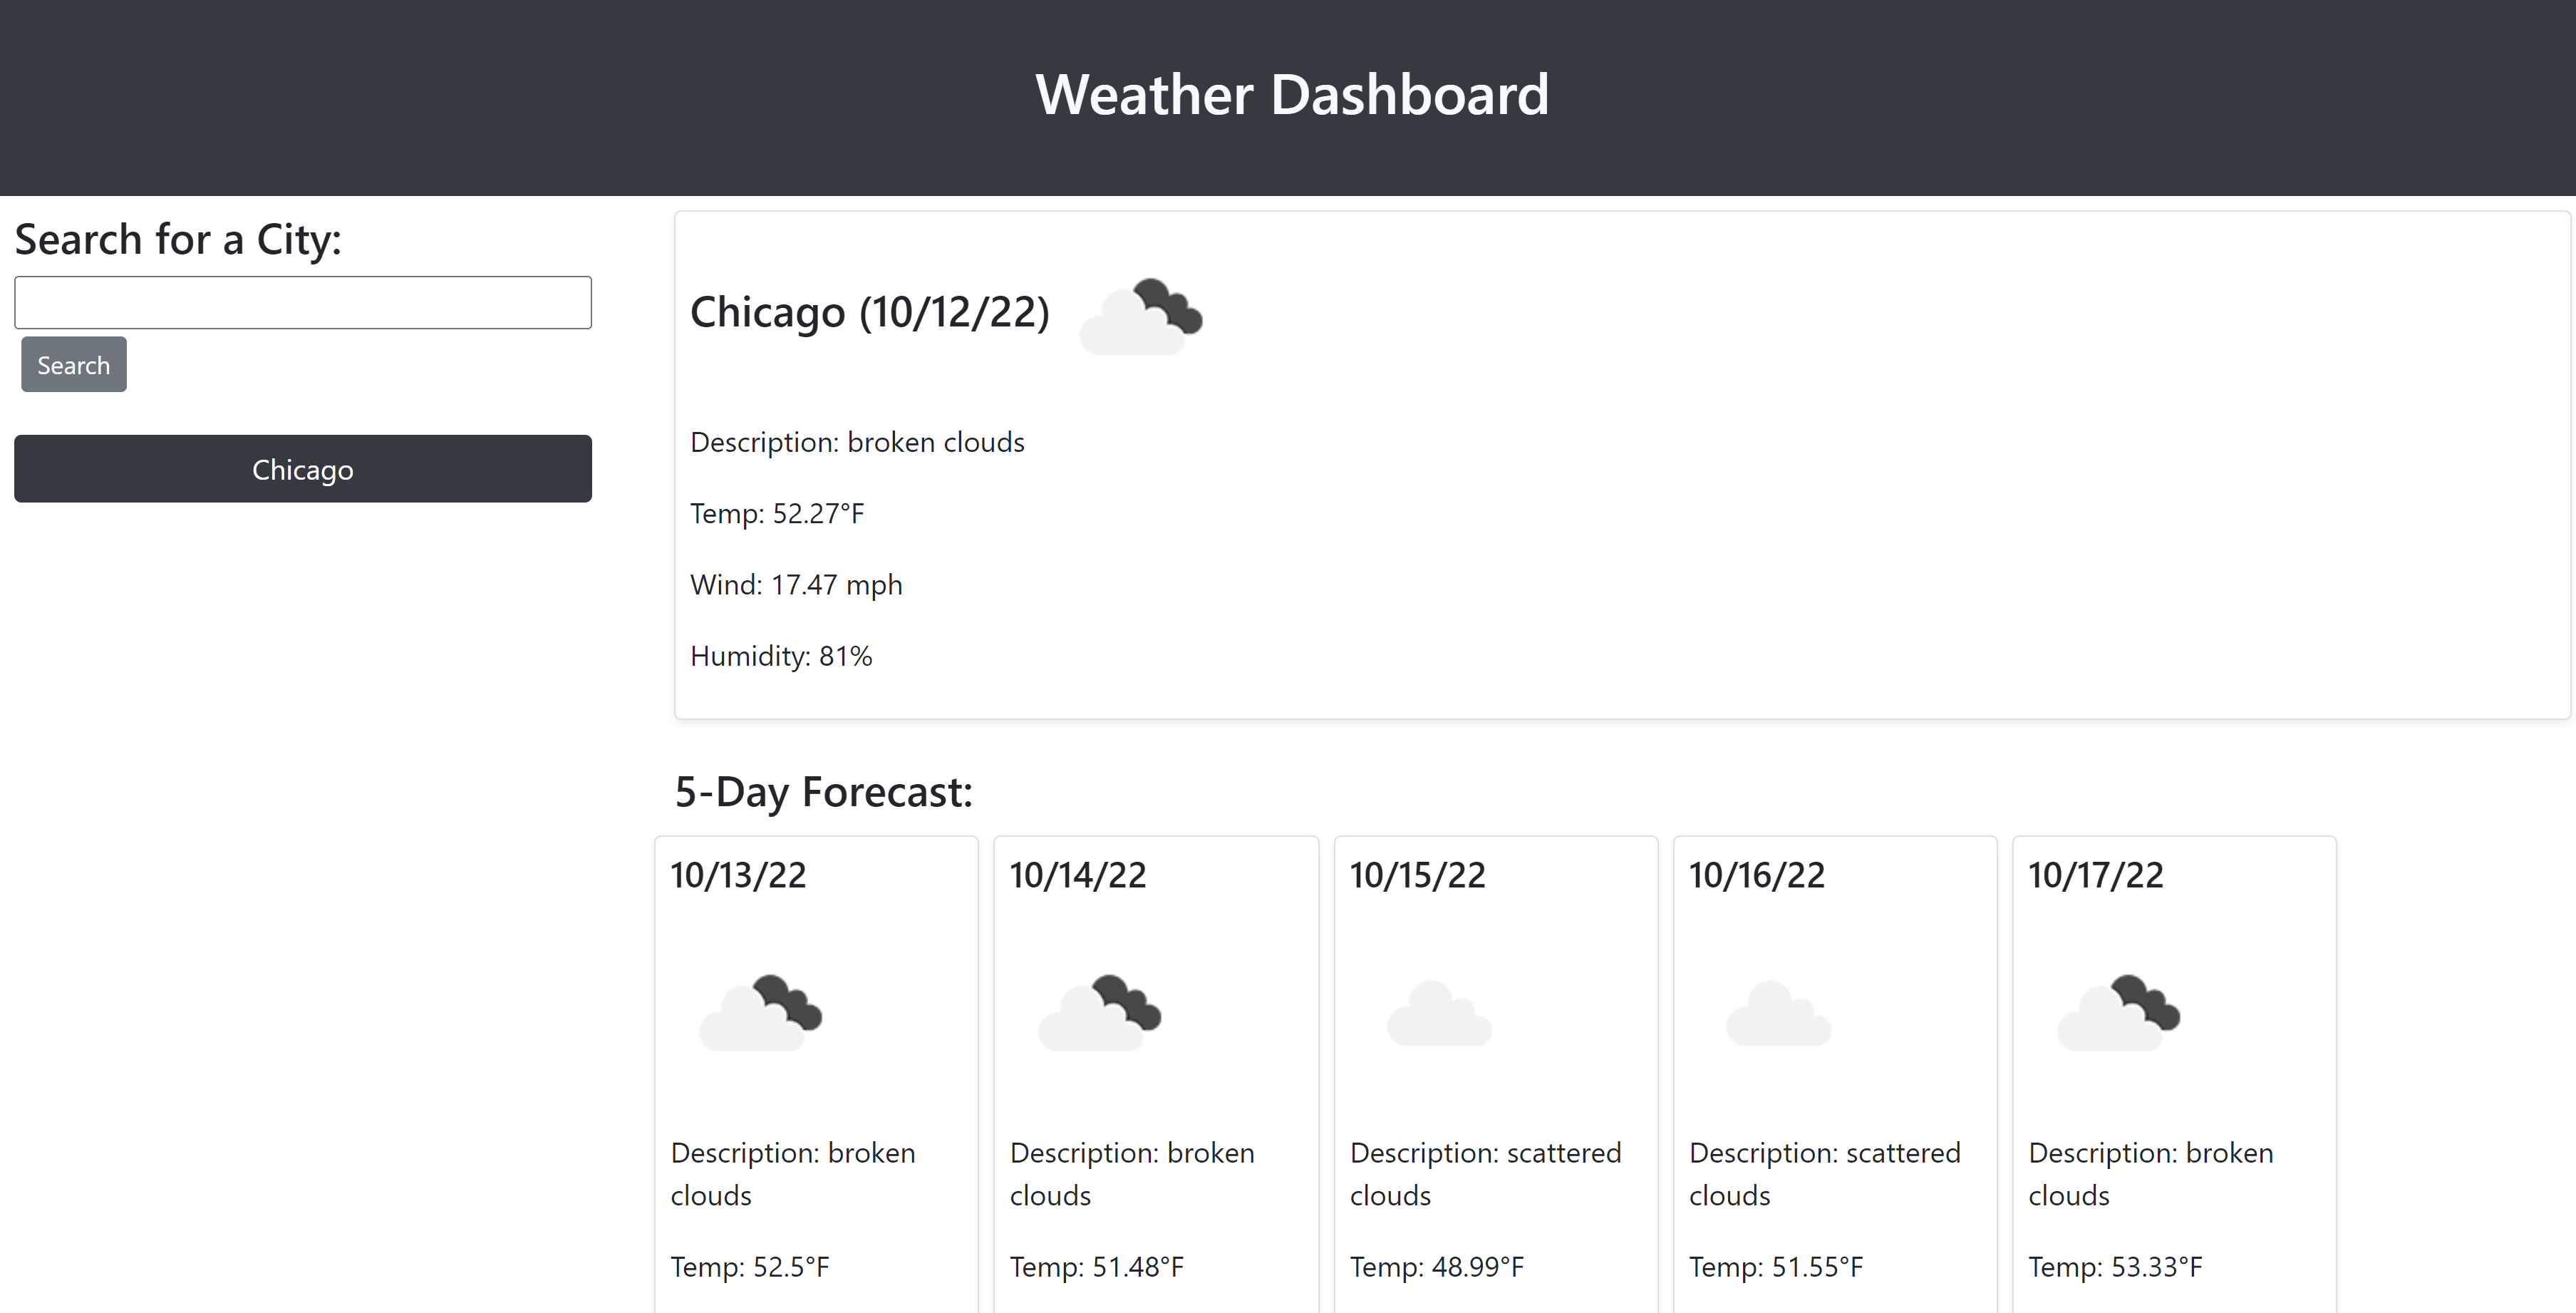 Weather Dashboard
Search for a City:
Search
Chicago
Chicago (10/12/22)
Description: broken clouds
Temp: 52.27°F
Wind: 17.47 mph
Humidity: 81%
5-Day Forecast:
10/13/22
Description: broken
clouds
Temp: 52.5°F
10/14/22
Description: broken
clouds
Temp: 51.48°F
10/15/22
Description: scattered
clouds
Temp: 48.99°F
10/16/22
Description: scattered
clouds
Temp: 51.55°F
10/17/22
Description: broken
clouds
Temp: 53.33°F